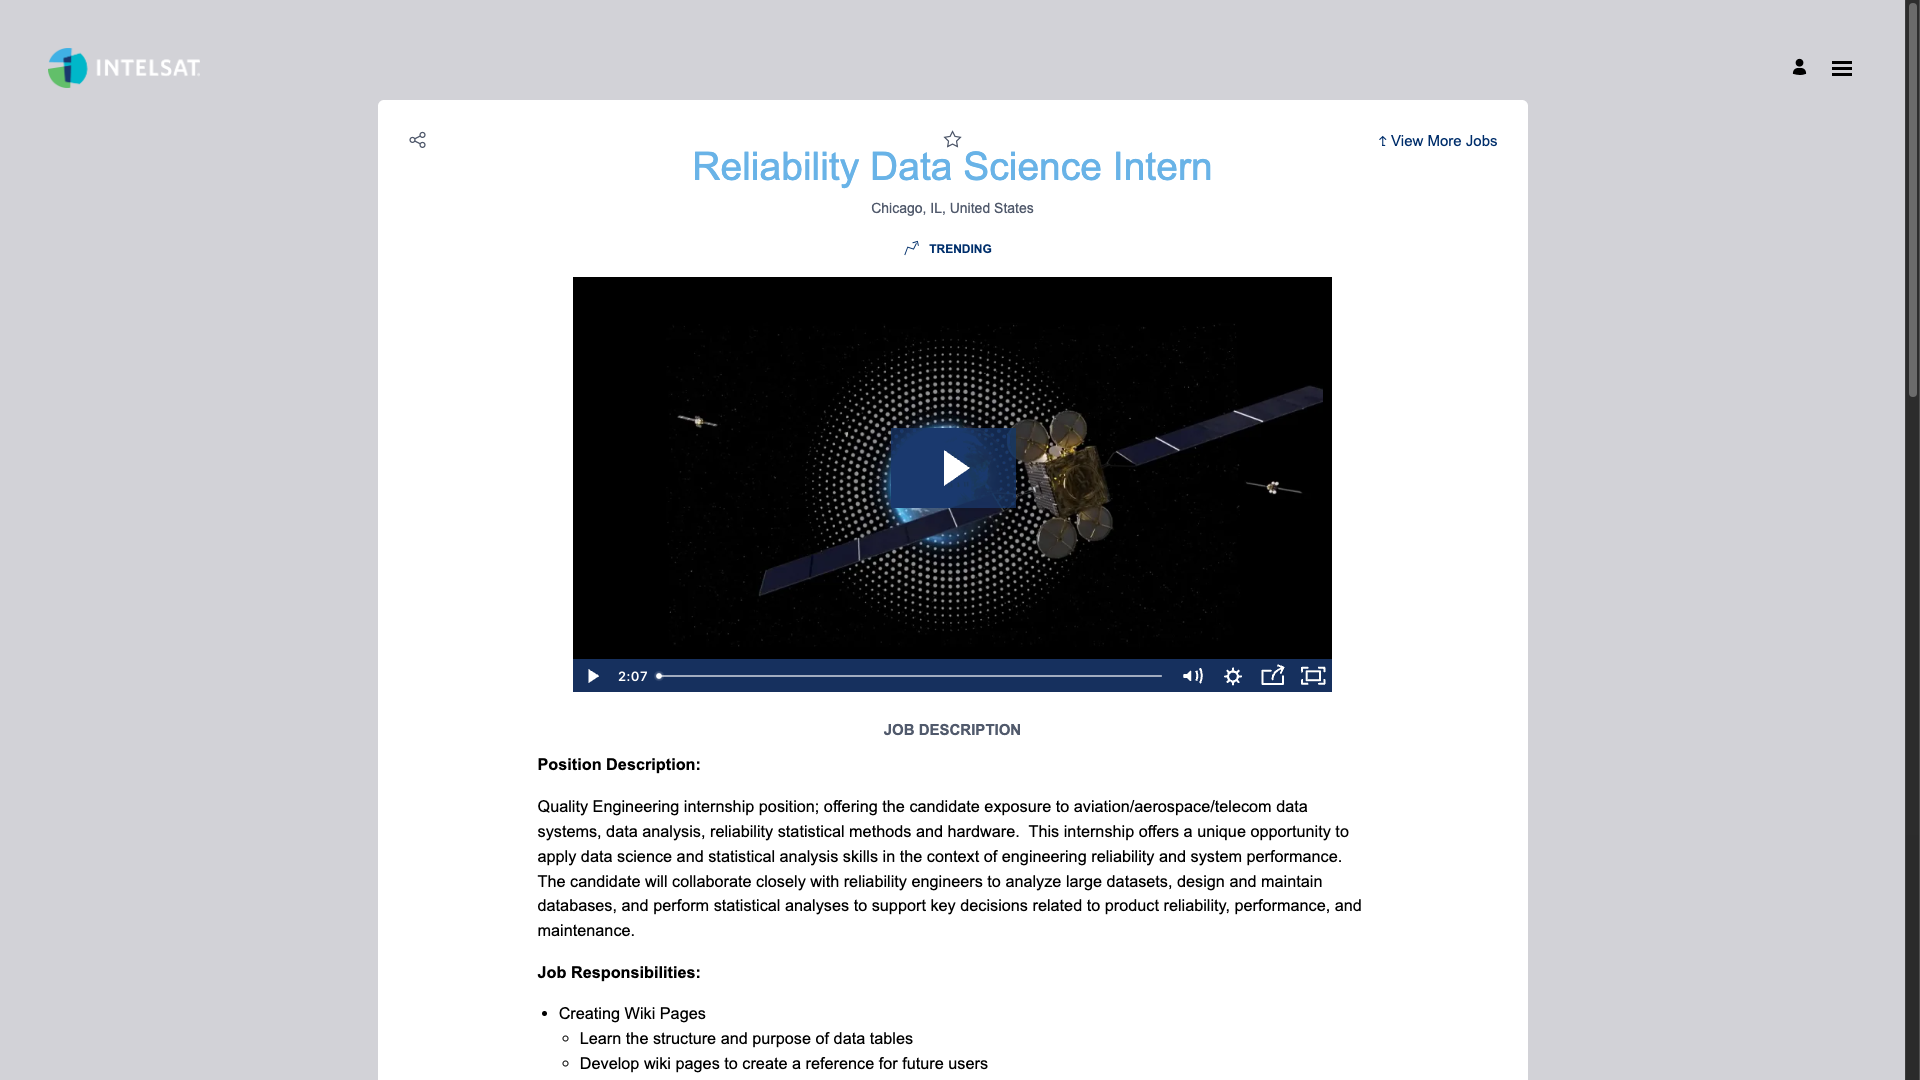 INTELSAT
↑ View More Jobs
Reliability Data Science Intern
Chicago, IL, United States
TRENDING
2:07
JOB DESCRIPTION
Position Description:
Quality Engineering internship position; offering the candidate exposure to aviation/aerospace/telecom data
systems, data analysis, reliability statistical methods and hardware.  This internship offers a unique opportunity to
apply data science and statistical analysis skills in the context of engineering reliability and system performance.
The candidate will collaborate closely with reliability engineers to analyze large datasets, design and maintain
databases, and perform statistical analyses to support key decisions related to product reliability, performance, and
maintenance.
Job Responsibilities:
• Creating Wiki Pages
◦ Learn the structure and purpose of data tables
◦ Develop wiki pages to create a reference for future users